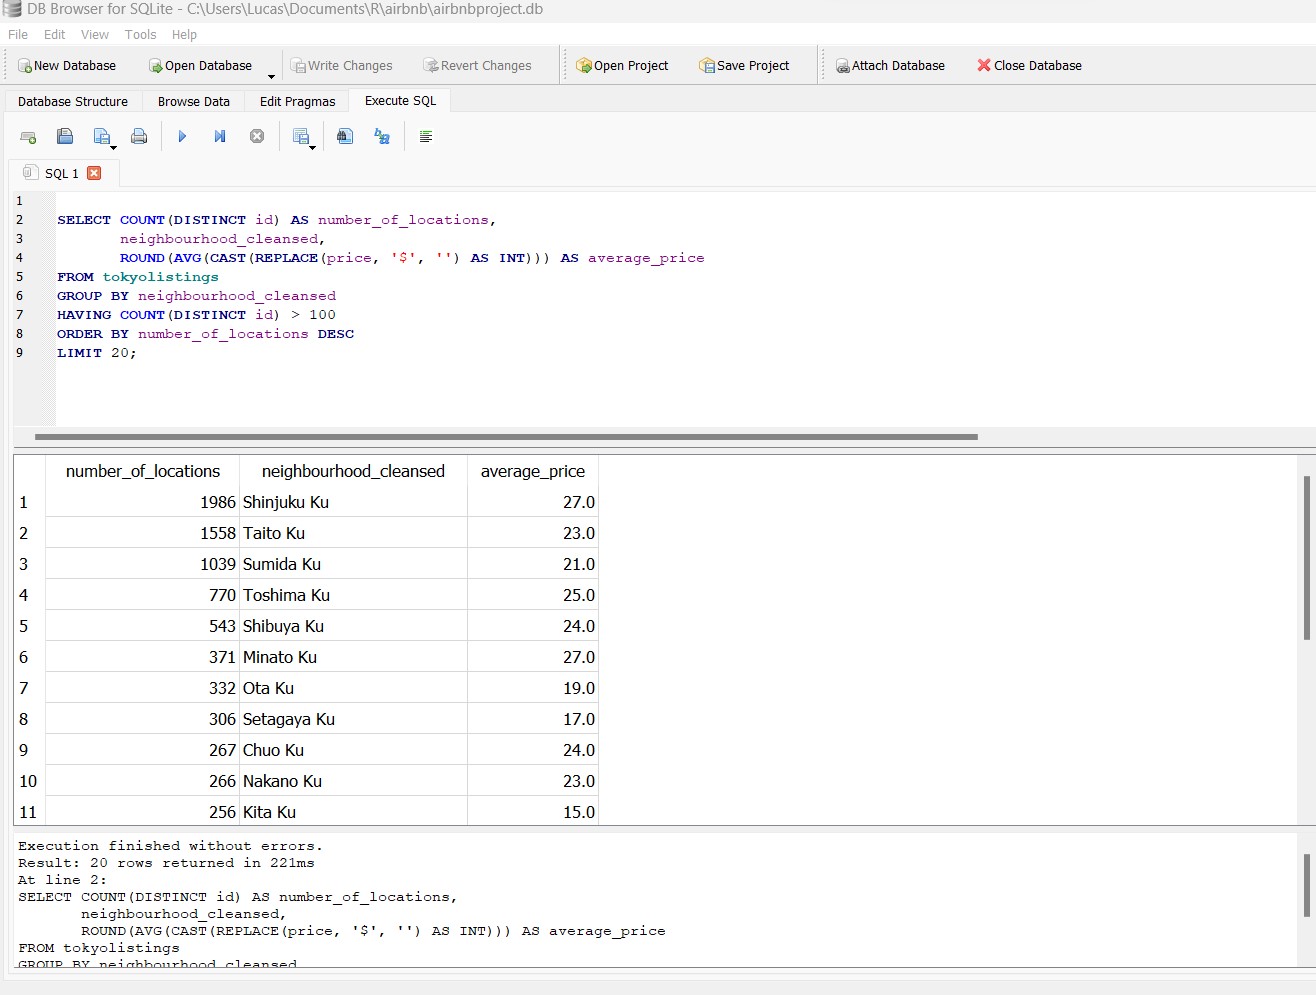 DB Browser for SQLite - C:\Users\Lucas\Documents\R\airbnb\airbnbproject.db
File Edit View Tools Help
New Database Open Database Write Changes Revert Changes Open Project Save Project Attach Database Close Database
Database Structure Browse Data Edit Pragmas Execute SQL
SQL 1
1
2 SELECT COUNT(DISTINCT id) AS number_of_locations,
3 neighbourhood_cleansed,
4 ROUND(AVG(CAST(REPLACE(price, '$', '') AS INT))) AS average_price
5 FROM tokyolistings
6 GROUP BY neighbourhood_cleansed
7 HAVING COUNT(DISTINCT id) > 100
8 ORDER BY number_of_locations DESC
9 LIMIT 20;
number_of_locations neighbourhood_cleansed average_price
1 1986 Shinjuku Ku 27.0
2 1558 Taito Ku 23.0
3 1039 Sumida Ku 21.0
4 770 Toshima Ku 25.0
5 543 Shibuya Ku 24.0
6 371 Minato Ku 27.0
7 332 Ota Ku 19.0
8 306 Setagaya Ku 17.0
9 267 Chuo Ku 24.0
10 266 Nakano Ku 23.0
11 256 Kita Ku 15.0
Execution finished without errors.
Result: 20 rows returned in 221ms
At line 2:
SELECT COUNT(DISTINCT id) AS number_of_locations,
neighbourhood_cleansed,
ROUND(AVG(CAST(REPLACE(price, '$', '') AS INT))) AS average_price
FROM tokyolistings
GROUP BY neighbourhood_cleansed